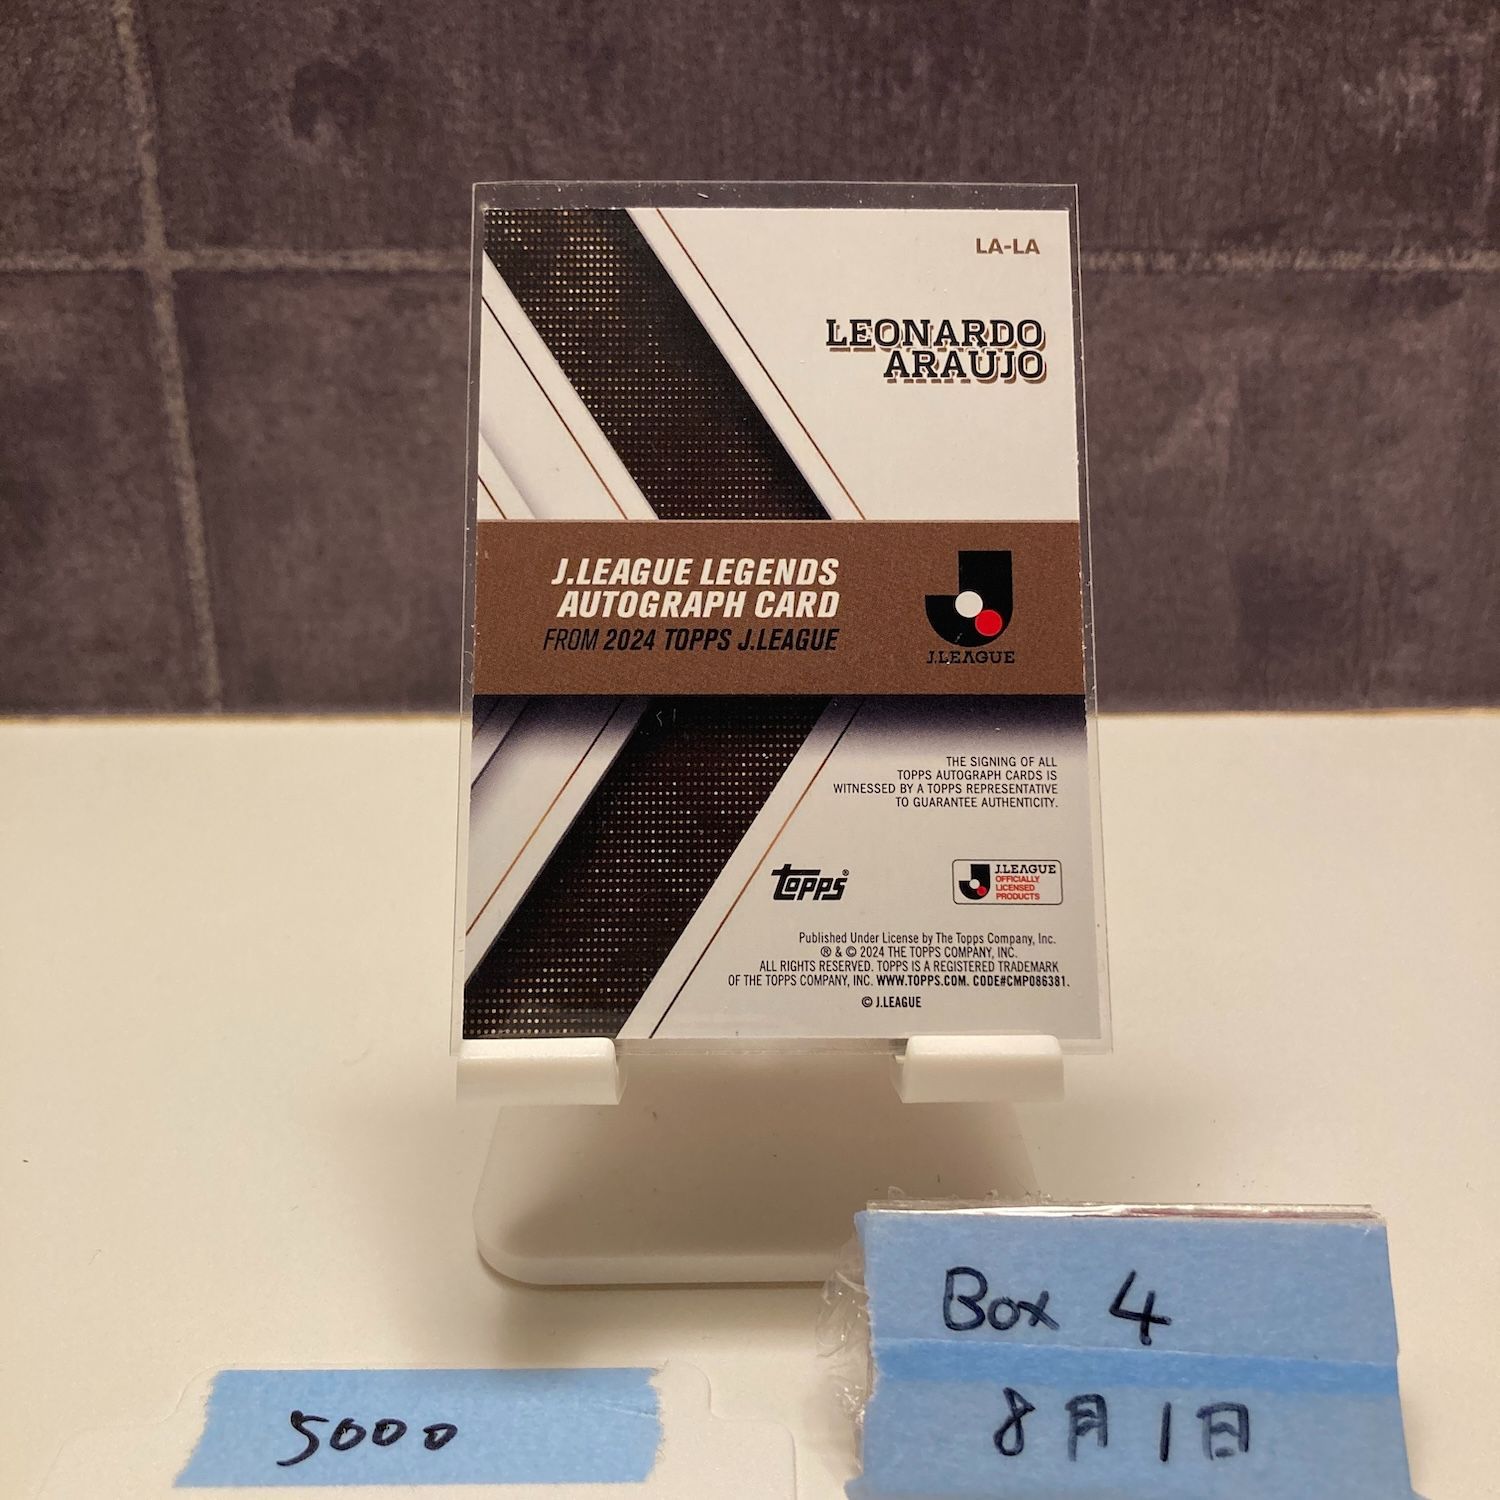 LA-LA
LEONARDO
ARAÚJO
J.LEAGUE LEGENDS
AUTOGRAPH CARD
FROM 2024 TOPPS J.LEAGUE
J.LEAGUE
THE SIGNING OF ALL
TOPPS AUTOGRAPH CARDS IS
WITNESSED BY A TOPPS REPRESENTATIVE
TO GUARANTEE AUTHENTICITY.
topps®
J.LEAGUE
OFFICIALLY
LICENSED
PRODUCTS
Published Under License by The Topps Company, Inc.
® & © 2024 THE TOPPS COMPANY, INC.
ALL RIGHTS RESERVED. TOPPS IS A REGISTERED TRADEMARK
OF THE TOPPS COMPANY, INC. WWW.TOPPS.COM. CODE#CMP086381.
© J.LEAGUE
Box 4
8月1日
5000